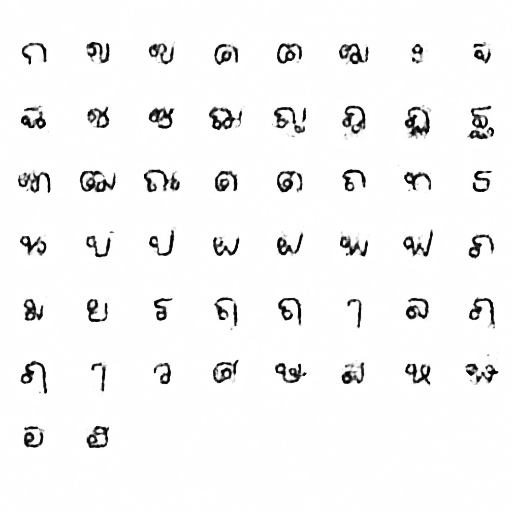 ก ข ฃ ค ฅ ฆ ง จ
ฉ ช ซ ฌ ญ ฎ ฏ ฐ
ฑ ฒ ณ ด ต ถ ท ธ
น บ ป ผ ฝ พ ฟ ภ
ม ย ร ฤ ฤ ๅ ล ฦ
ฦ ๅ ว ศ ษ ส ห ฬ
อ ฮ